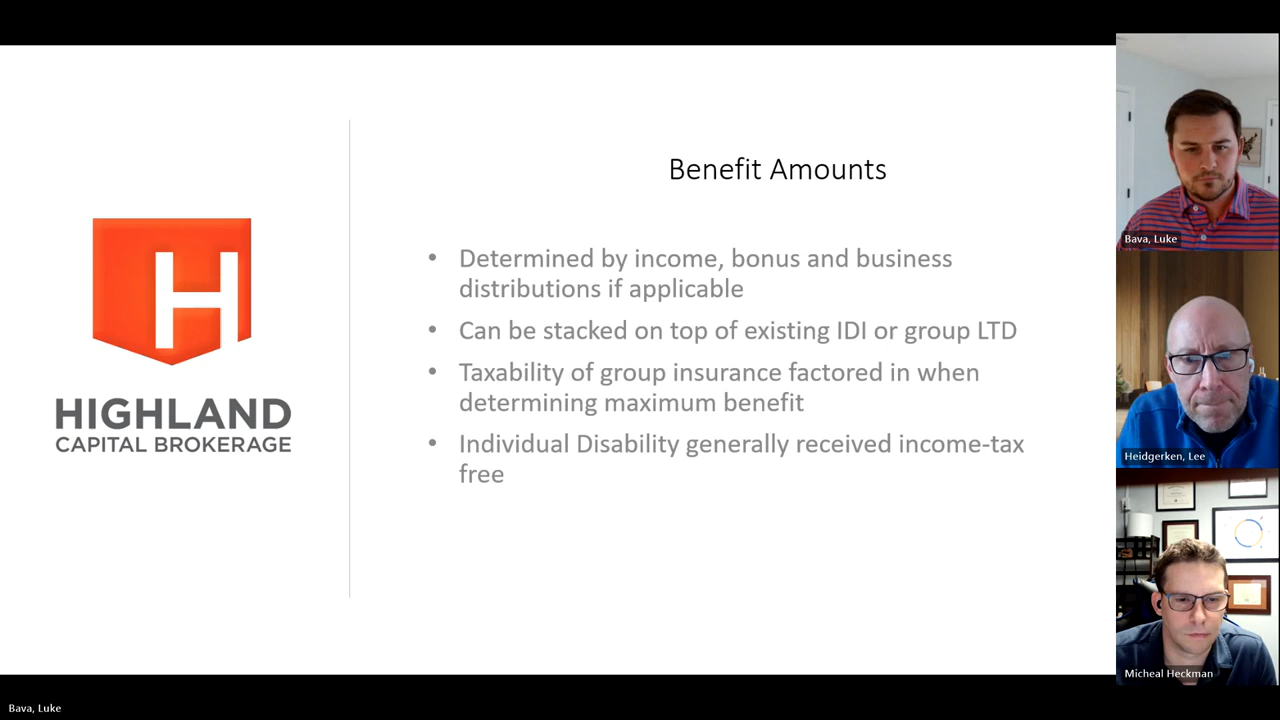 Benefit Amounts
• Determined by income, bonus and business
distributions if applicable
• Can be stacked on top of existing IDI or group LTD
• Taxability of group insurance factored in when
determining maximum benefit
• Individual Disability generally received income-tax
free
H
HIGHLAND
CAPITAL BROKERAGE
Bava, Luke
Heidgerken, Lee
Micheal Heckman
Bava, Luke